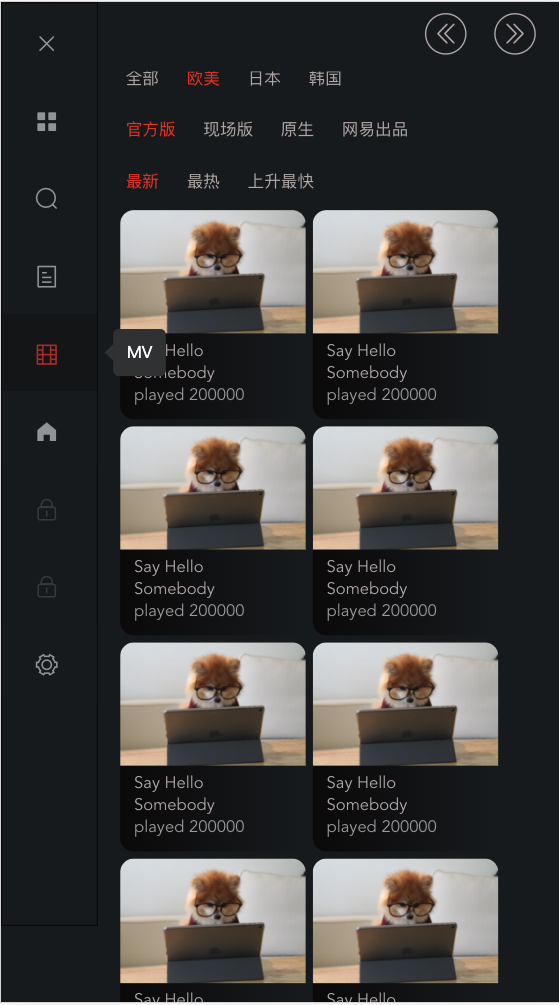 全部 欧美 日本 韩国
官方版 现场版 原生 网易出品
最新 最热 上升最快
MV
Hello
Somebody
played 200000
Say Hello
Somebody
played 200000
Say Hello
Somebody
played 200000
Say Hello
Somebody
played 200000
Say Hello
Somebody
played 200000
Say Hello
Somebody
played 200000
Say Hello
Say Hello